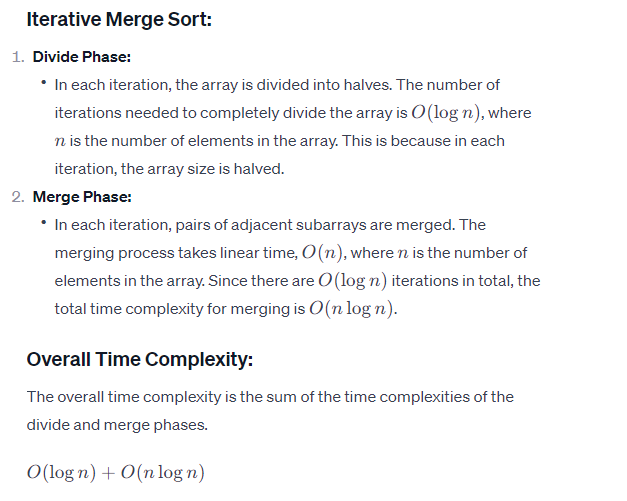 Iterative Merge Sort:
1. Divide Phase:
• In each iteration, the array is divided into halves. The number of
iterations needed to completely divide the array is O(log n), where
n is the number of elements in the array. This is because in each
iteration, the array size is halved.
2. Merge Phase:
• In each iteration, pairs of adjacent subarrays are merged. The
merging process takes linear time, O(n), where n is the number of
elements in the array. Since there are O(log n) iterations in total, the
total time complexity for merging is O(n log n).
Overall Time Complexity:
The overall time complexity is the sum of the time complexities of the
divide and merge phases.
O(log n) + O(n log n)